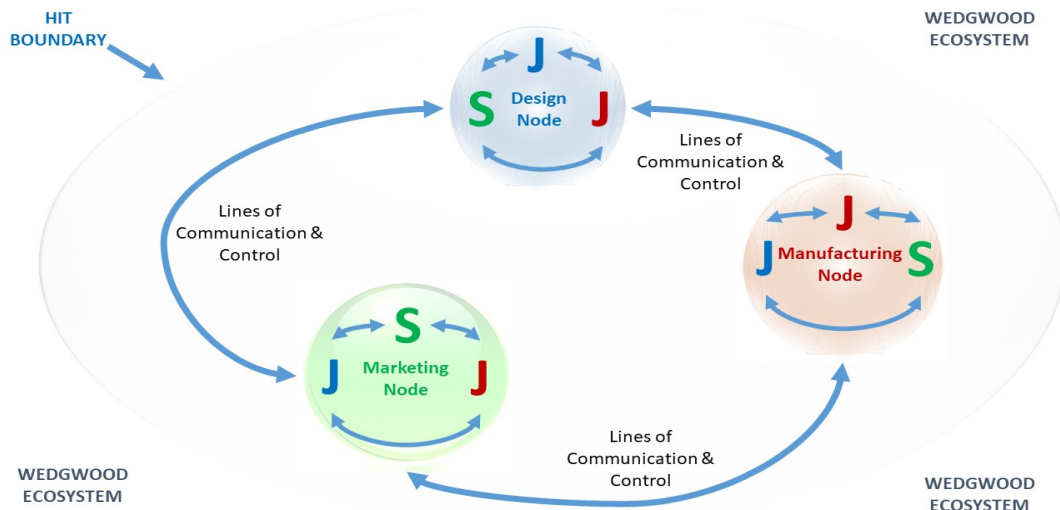 HIT
BOUNDARY
WEDGWOOD
ECOSYSTEM
J
S
Design
Node
J
Lines of
Communication &
Control
Lines of
Communication &
Control
J
J
Manufacturing
Node
S
S
J
Marketing
Node
J
Lines of
Communication &
Control
WEDGWOOD
ECOSYSTEM
WEDGWOOD
ECOSYSTEM